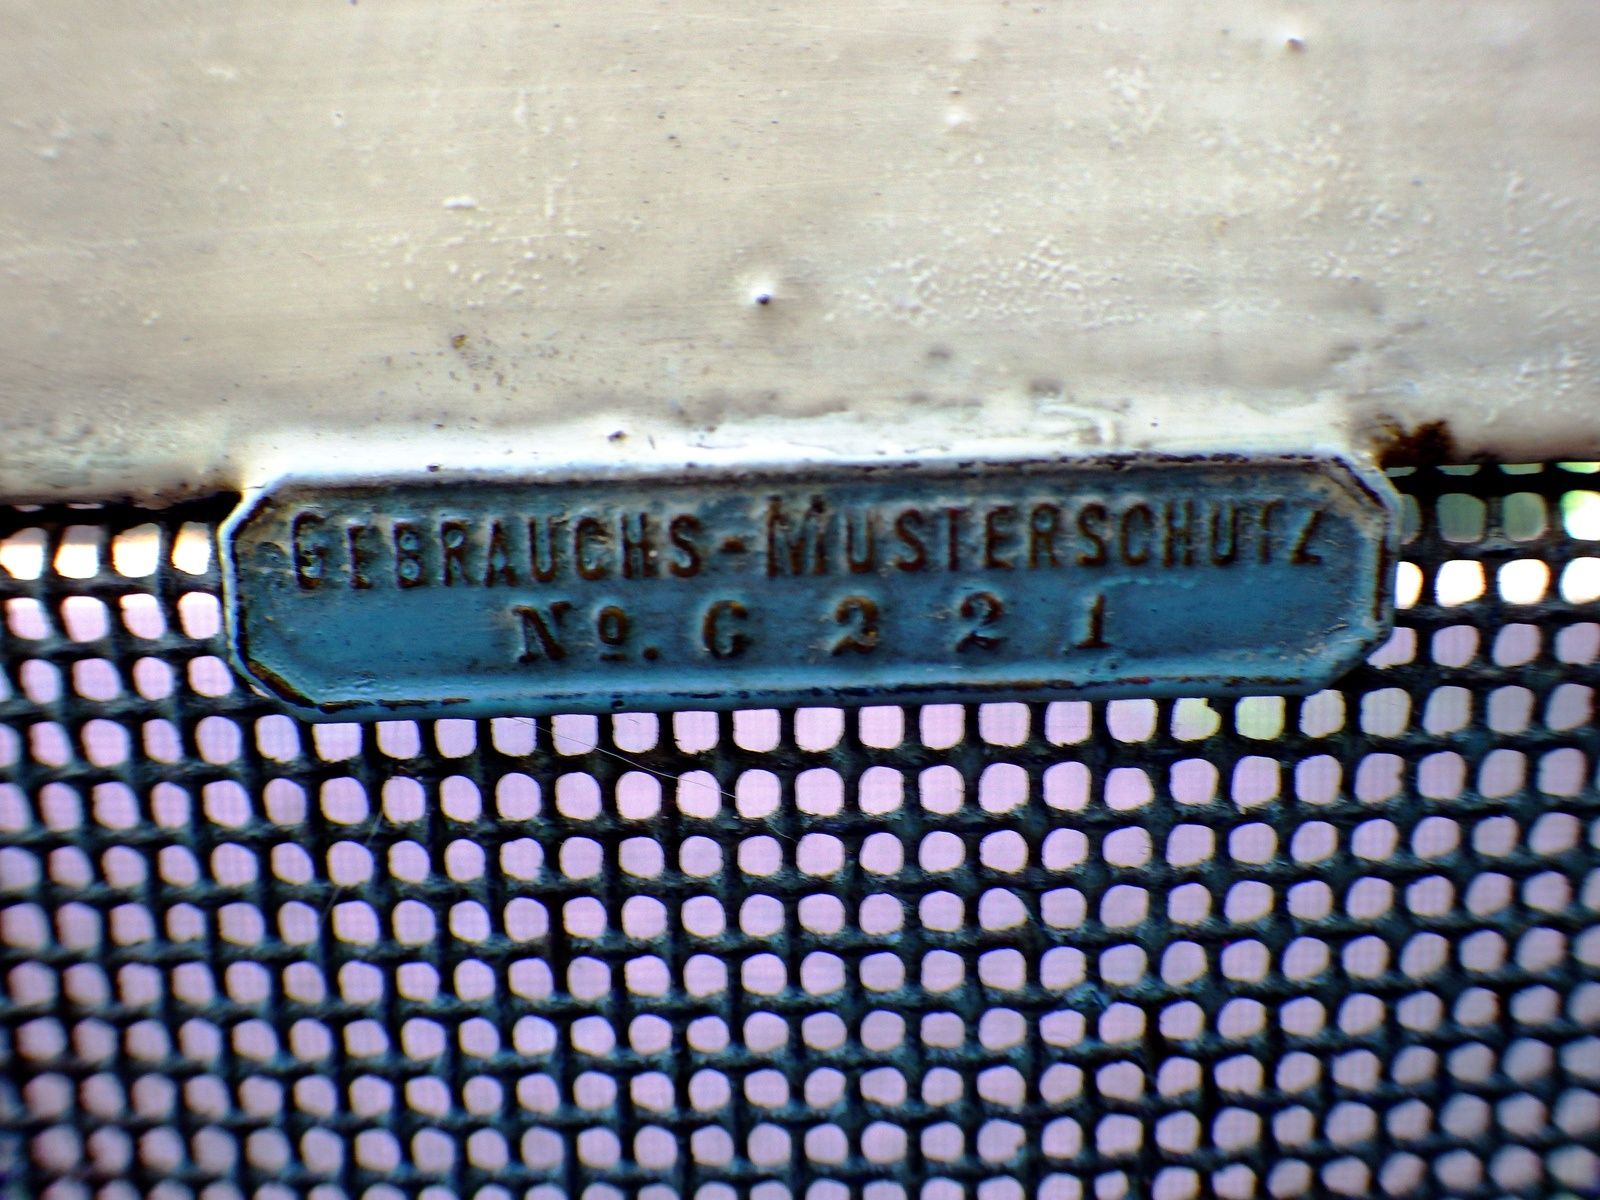 GEBRAUCHS-MUSTERSCHUTZ
No. G 221